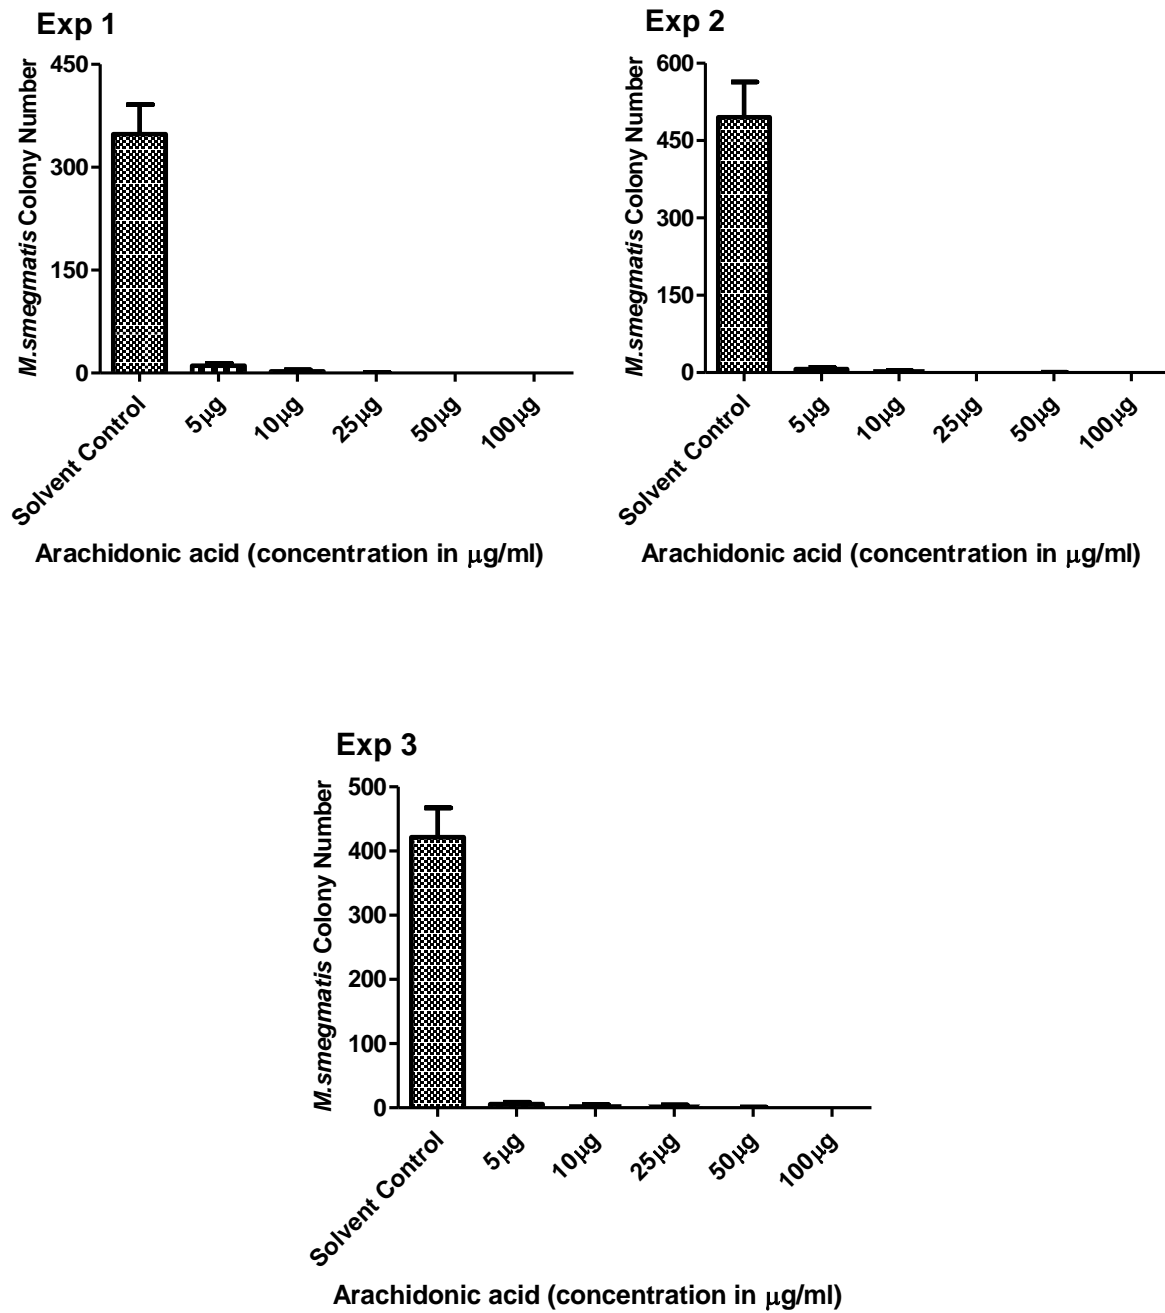 Exp 1
M.smegmatis Colony Number
450
300
150
0
Solvent Control
5μg
10μg
25μg
50μg
100μg
Arachidonic acid (concentration in μg/ml)
Exp 2
M.smegmatis Colony Number
600
450
300
150
0
Solvent Control
5μg
10μg
25μg
50μg
100μg
Arachidonic acid (concentration in μg/ml)
Exp 3
M.smegmatis Colony Number
500
400
300
200
100
0
Solvent Control
5μg
10μg
25μg
50μg
100μg
Arachidonic acid (concentration in μg/ml)